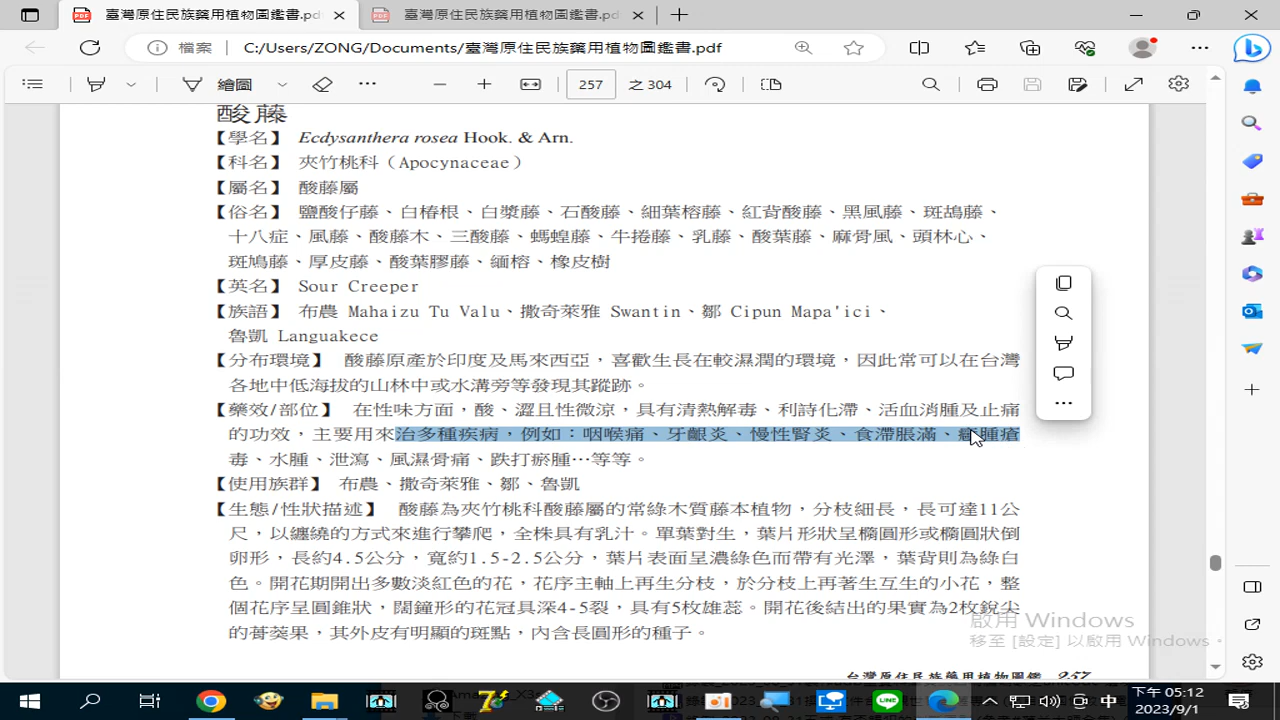 臺灣原住民族藥用植物圖鑑書.pdf
臺灣原住民族藥用植物圖鑑書.pdf
檔案 C:/Users/ZONG/Documents/臺灣原住民族藥用植物圖鑑書.pdf
繪圖 257 之 304
酸藤
【學名】 Ecdysanthera rosea Hook. & Arn.
【科名】 夾竹桃科（Apocynaceae）
【屬名】 酸藤屬
【俗名】 鹽酸仔藤、白椿根、白漿藤、石酸藤、細葉榕藤、紅背酸藤、黑風藤、斑鴣藤、
十八症、風藤、酸藤木、三酸藤、螞蝗藤、牛捲藤、乳藤、酸葉藤、麻骨風、頭林心、
斑鳩藤、厚皮藤、酸葉膠藤、緬榕、橡皮樹
【英名】 Sour Creeper
【族語】 布農 Mahaizu Tu Valu、撒奇萊雅 Swantin、鄒 Cipun Mapa'ici、
魯凱 Languakece
【分布環境】 酸藤原產於印度及馬來西亞，喜歡生長在較濕潤的環境，因此常可以在台灣
各地中低海拔的山林中或水溝旁等發現其蹤跡。
【藥效/部位】 在性味方面，酸、澀且性微涼，具有清熱解毒、利詩化滯、活血消腫及止痛
的功效，主要用來治多種疾病，例如：咽喉痛、牙齦炎、慢性腎炎、食滯脹滿、癰腫瘡
毒、水腫、泄瀉、風濕骨痛、跌打瘀腫…等等。
【使用族群】 布農、撒奇萊雅、鄒、魯凱
【生態/性狀描述】 酸藤為夾竹桃科酸藤屬的常綠木質藤本植物，分枝細長，長可達11公
尺，以纏繞的方式來進行攀爬，全株具有乳汁。單葉對生，葉片形狀呈橢圓形或橢圓狀倒
卵形，長約4.5公分，寬約1.5-2.5公分，葉片表面呈濃綠色而帶有光澤，葉背則為綠白
色。開花期開出多數淡紅色的花，花序主軸上再生分枝，於分枝上再著生互生的小花，整
個花序呈圓錐狀，闊鐘形的花冠具深4-5裂，具有5枚雄蕊。開花後結出的果實為2枚銳尖
的蓇葖果，其外皮有明顯的斑點，內含長圓形的種子。
啟用 Windows
移至 [設定] 以啟用 Windows。
台灣原住民族藥用植物圖鑑 257
中
下午 05:12
2023/9/1